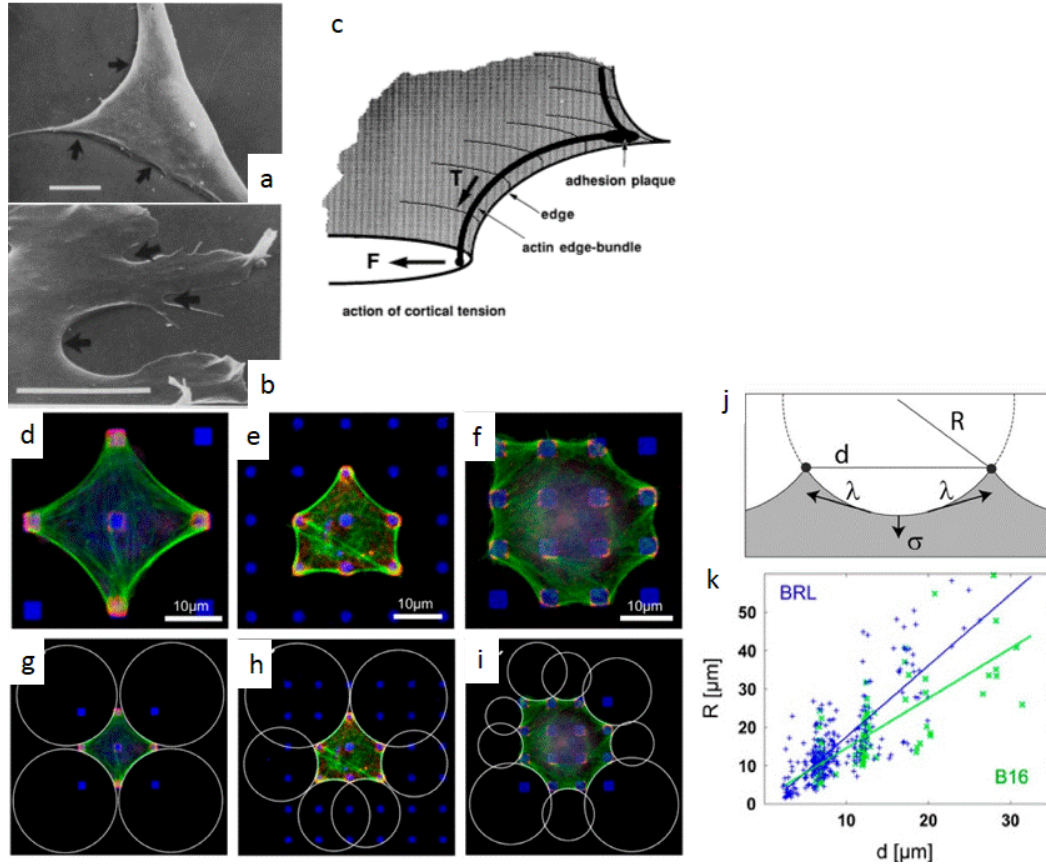 a
b
c
T
adhesion plaque
edge
actin edge-bundle
F
action of cortical tension
d
10μm
e
10μm
f
10μm
g
h
i
j
R
d
λ
λ
σ
k
BRL
50
40
R [μm]
30
20
10
B16
0
10
20
30
d [μm]